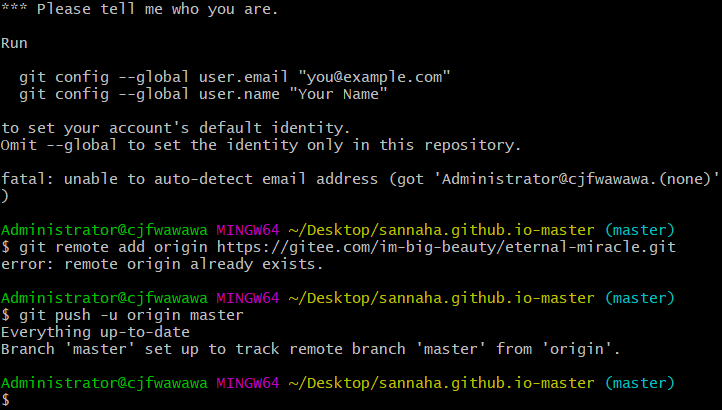 *** Please tell me who you are.
Run
git config --global user.email "you@example.com"
git config --global user.name "Your Name"
to set your account's default identity.
Omit --global to set the identity only in this repository.
fatal: unable to auto-detect email address (got 'Administrator@cjfwawawa.(none)'
)
Administrator@cjfwawawa MINGW64 ~/Desktop/sannaha.github.io-master (master)
$ git remote add origin https://gitee.com/im-big-beauty/eternal-miracle.git
error: remote origin already exists.
Administrator@cjfwawawa MINGW64 ~/Desktop/sannaha.github.io-master (master)
$ git push -u origin master
Everything up-to-date
Branch 'master' set up to track remote branch 'master' from 'origin'.
Administrator@cjfwawawa MINGW64 ~/Desktop/sannaha.github.io-master (master)
$